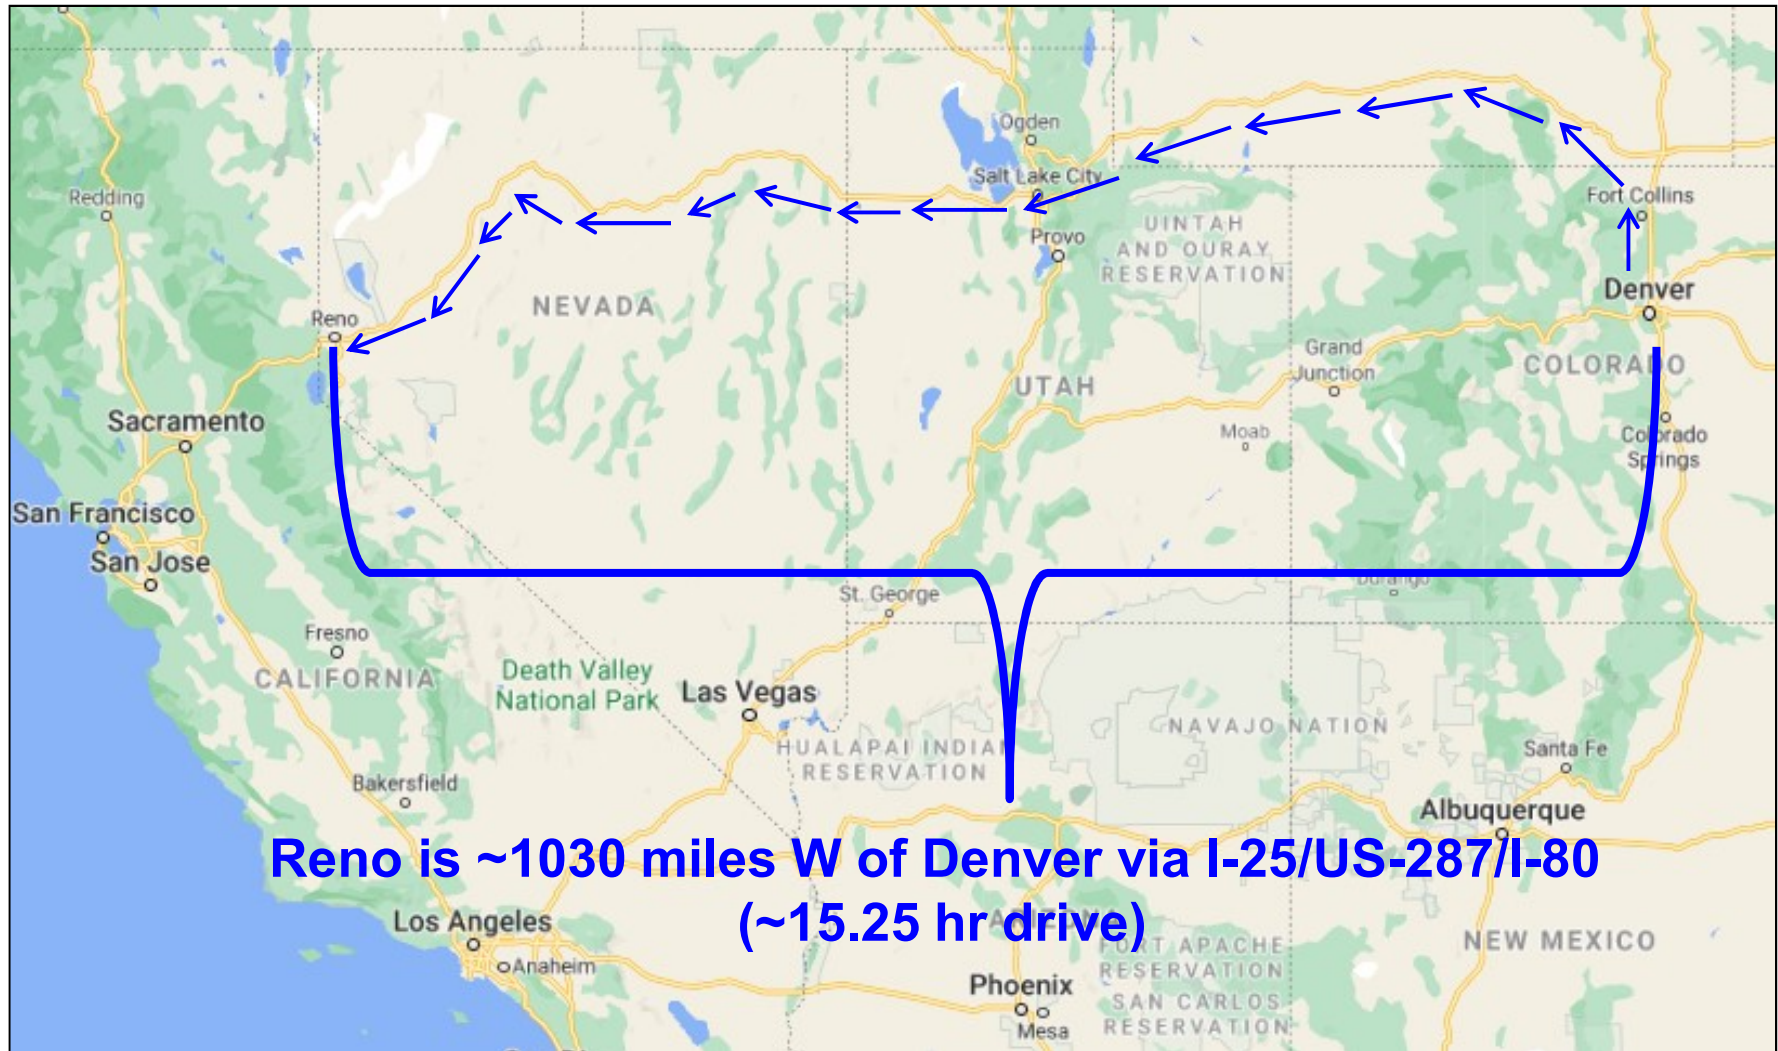 Ogden
Salt Lake City
Redding
Fort Collins
UINTAH
AND OURAY
RESERVATION
Provo
Denver
NEVADA
Reno
Grand
Junction
COLORADO
UTAH
Sacramento
Moab
Colorado
Springs
San Francisco
San Jose
Durango
St. George
Fresno
CALIFORNIA
Death Valley
National Park
Las Vegas
NAVAJO NATION
HUALAPAI INDIAN
RESERVATION
Santa Fe
Bakersfield
Albuquerque
Reno is ~1030 miles W of Denver via I-25/US-287/I-80
(~15.25 hr drive)
ARIZONA
Los Angeles
Anaheim
FORT APACHE
RESERVATION
NEW MEXICO
Phoenix
SAN CARLOS
RESERVATION
Mesa